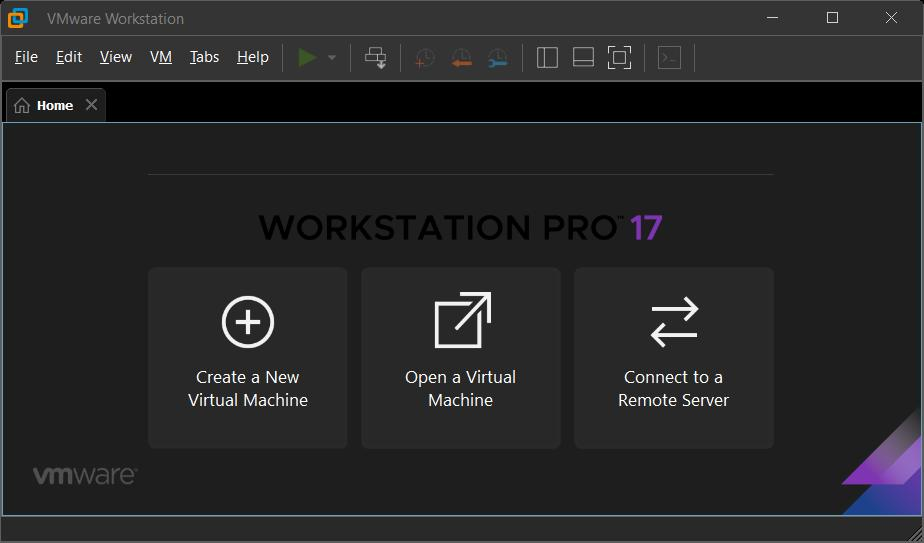 VMware Workstation
File Edit View VM Tabs Help
Home
WORKSTATION PRO™ 17
Create a New
Virtual Machine
Open a Virtual
Machine
Connect to a
Remote Server
vmware